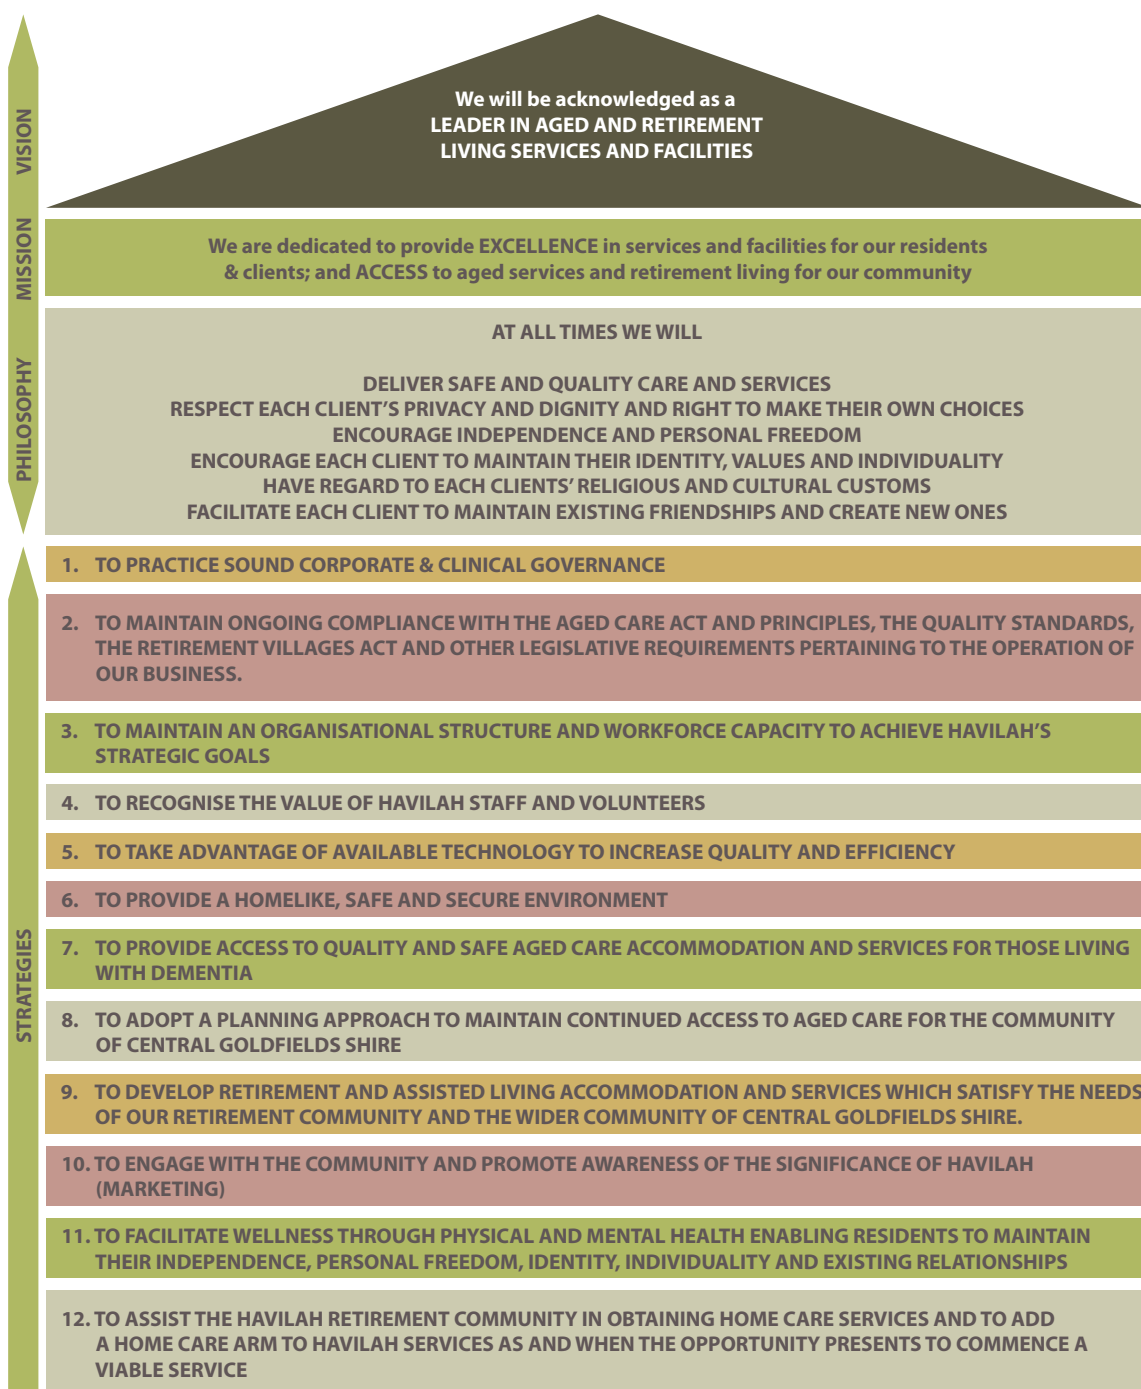 VISION
We will be acknowledged as a
LEADER IN AGED AND RETIREMENT
LIVING SERVICES AND FACILITIES
MISSION
We are dedicated to provide EXCELLENCE in services and facilities for our residents
& clients; and ACCESS to aged services and retirement living for our community
PHILOSOPHY
AT ALL TIMES WE WILL
DELIVER SAFE AND QUALITY CARE AND SERVICES
RESPECT EACH CLIENT’S PRIVACY AND DIGNITY AND RIGHT TO MAKE THEIR OWN CHOICES
ENCOURAGE INDEPENDENCE AND PERSONAL FREEDOM
ENCOURAGE EACH CLIENT TO MAINTAIN THEIR IDENTITY, VALUES AND INDIVIDUALITY
HAVE REGARD TO EACH CLIENTS’ RELIGIOUS AND CULTURAL CUSTOMS
FACILITATE EACH CLIENT TO MAINTAIN EXISTING FRIENDSHIPS AND CREATE NEW ONES
STRATEGIES
1. TO PRACTICE SOUND CORPORATE & CLINICAL GOVERNANCE
2. TO MAINTAIN ONGOING COMPLIANCE WITH THE AGED CARE ACT AND PRINCIPLES, THE QUALITY STANDARDS,
THE RETIREMENT VILLAGES ACT AND OTHER LEGISLATIVE REQUIREMENTS PERTAINING TO THE OPERATION OF
OUR BUSINESS.
3. TO MAINTAIN AN ORGANISATIONAL STRUCTURE AND WORKFORCE CAPACITY TO ACHIEVE HAVILAH’S
STRATEGIC GOALS
4. TO RECOGNISE THE VALUE OF HAVILAH STAFF AND VOLUNTEERS
5. TO TAKE ADVANTAGE OF AVAILABLE TECHNOLOGY TO INCREASE QUALITY AND EFFICIENCY
6. TO PROVIDE A HOMELIKE, SAFE AND SECURE ENVIRONMENT
7. TO PROVIDE ACCESS TO QUALITY AND SAFE AGED CARE ACCOMMODATION AND SERVICES FOR THOSE LIVING
WITH DEMENTIA
8. TO ADOPT A PLANNING APPROACH TO MAINTAIN CONTINUED ACCESS TO AGED CARE FOR THE COMMUNITY
OF CENTRAL GOLDFIELDS SHIRE
9. TO DEVELOP RETIREMENT AND ASSISTED LIVING ACCOMMODATION AND SERVICES WHICH SATISFY THE NEEDS
OF OUR RETIREMENT COMMUNITY AND THE WIDER COMMUNITY OF CENTRAL GOLDFIELDS SHIRE.
10. TO ENGAGE WITH THE COMMUNITY AND PROMOTE AWARENESS OF THE SIGNIFICANCE OF HAVILAH
(MARKETING)
11. TO FACILITATE WELLNESS THROUGH PHYSICAL AND MENTAL HEALTH ENABLING RESIDENTS TO MAINTAIN
THEIR INDEPENDENCE, PERSONAL FREEDOM, IDENTITY, INDIVIDUALITY AND EXISTING RELATIONSHIPS
12. TO ASSIST THE HAVILAH RETIREMENT COMMUNITY IN OBTAINING HOME CARE SERVICES AND TO ADD
A HOME CARE ARM TO HAVILAH SERVICES AS AND WHEN THE OPPORTUNITY PRESENTS TO COMMENCE A
VIABLE SERVICE